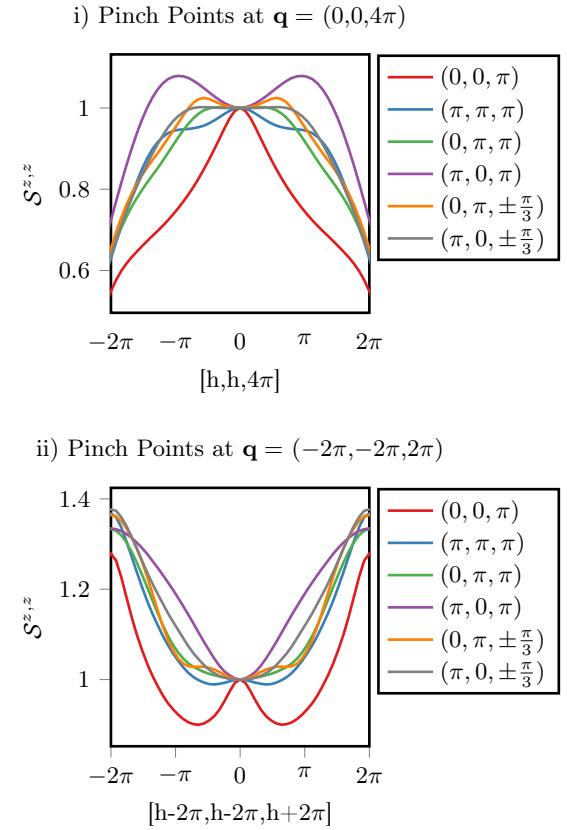 i) Pinch Points at q = (0,0,4π)
1
0.8
0.6
S^{z,z}
−2π −π 0 π 2π
[h,h,4π]
(0, 0, π)
(π, π, π)
(0, π, π)
(π, 0, π)
(0, π, ±π/3)
(π, 0, ±π/3)
ii) Pinch Points at q = (−2π,−2π,2π)
1.4
1.2
1
S^{z,z}
−2π −π 0 π 2π
[h-2π,h-2π,h+2π]
(0, 0, π)
(π, π, π)
(0, π, π)
(π, 0, π)
(0, π, ±π/3)
(π, 0, ±π/3)